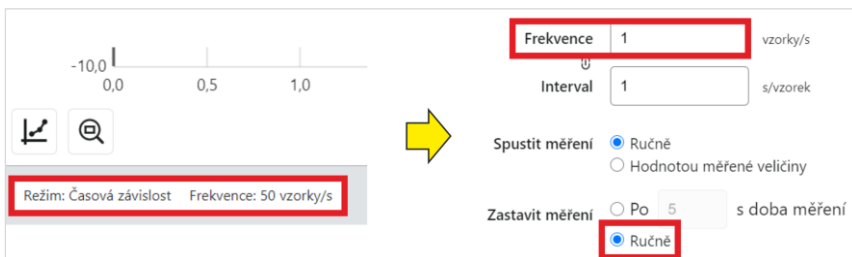 -10,0
0,0 0,5 1,0
Režim: Časová závislost Frekvence: 50 vzorky/s
Frekvence 1 vzorky/s
Interval 1 s/vzorek
Spustit měření Ručně
Hodnotou měřené veličiny
Zastavit měření Po 5 s doba měření
Ručně